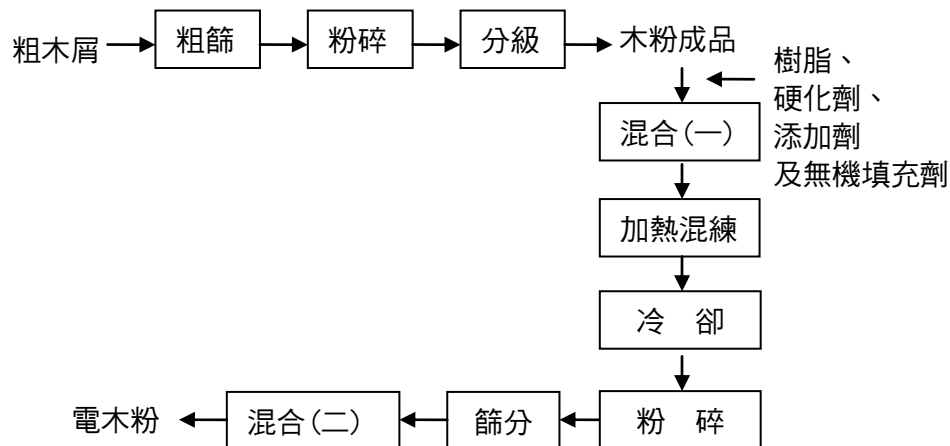 粗木屑
粗篩
粉碎
分級
木粉成品
樹脂、
硬化劑、
添加劑
及無機填充劑
混合(一)
加熱混練
冷 卻
粉 碎
篩分
混合(二)
電木粉